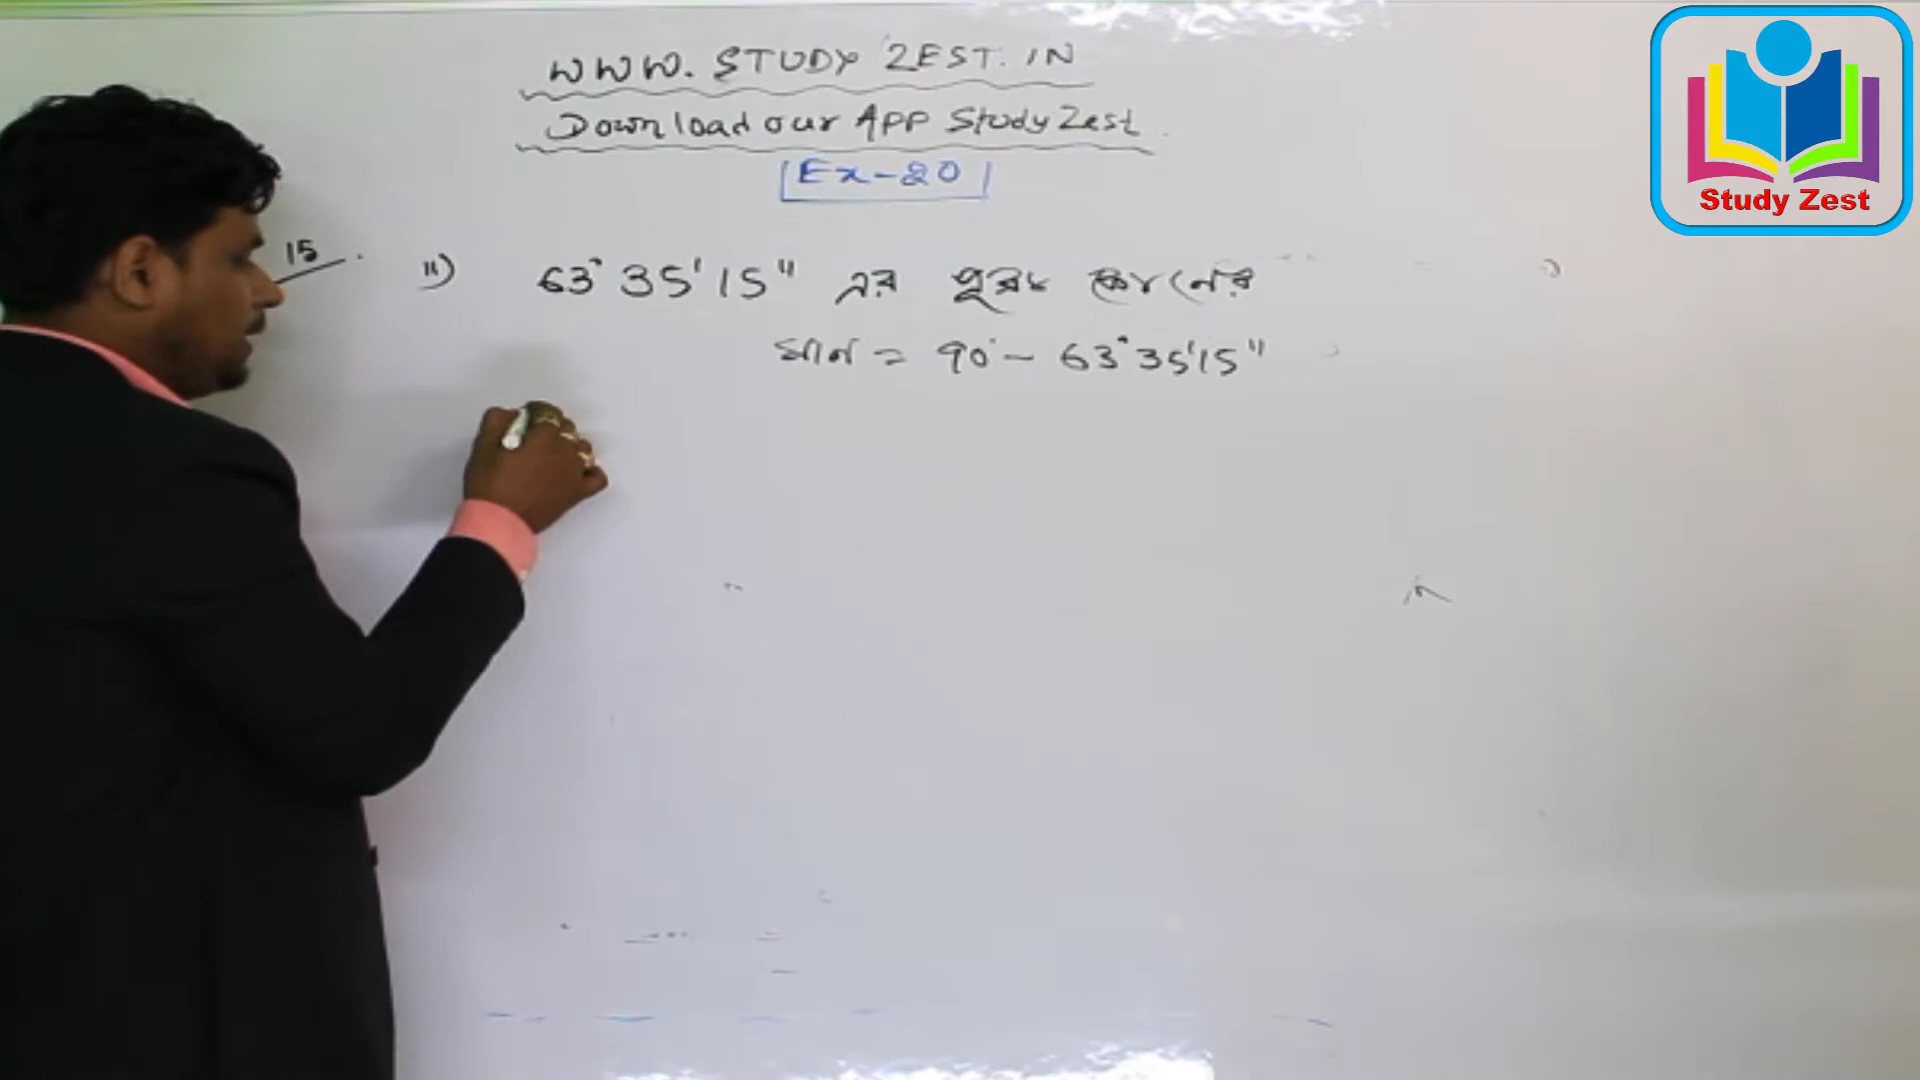 WWW. STUDY ZEST. IN
Download our APP Study Zest
Ex-20
15
ii) 63° 35' 15" এর পূরক কোণের
মান = 90° - 63° 35' 15"
Study Zest